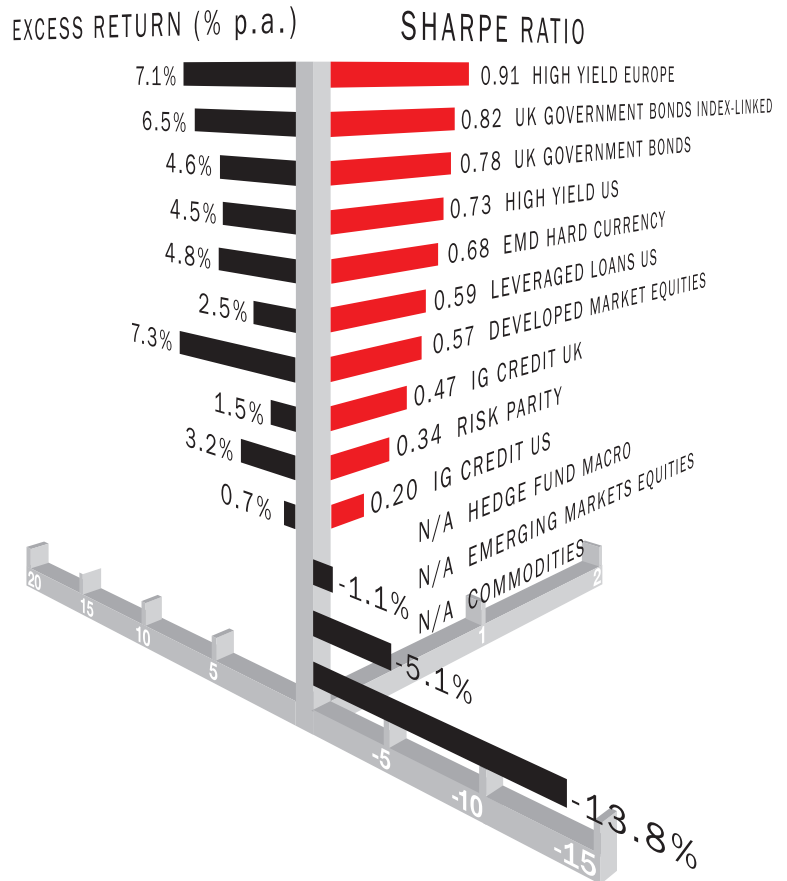 EXCESS RETURN (% p.a.) SHARPE RATIO
7.1% 0.91 HIGH YIELD EUROPE
6.5% 0.82 UK GOVERNMENT BONDS INDEX-LINKED
4.6% 0.78 UK GOVERNMENT BONDS
4.5% 0.73 HIGH YIELD US
4.8% 0.68 EMD HARD CURRENCY
2.5% 0.59 LEVERAGED LOANS US
7.3% 0.57 DEVELOPED MARKET EQUITIES
1.5% 0.47 IG CREDIT UK
3.2% 0.34 RISK PARITY
0.7% 0.20 IG CREDIT US
-1.1% N/A HEDGE FUND MACRO
-5.1% N/A EMERGING MARKETS EQUITIES
-13.8% N/A COMMODITIES
20 15 10 5 -5 -10 -15
1 2